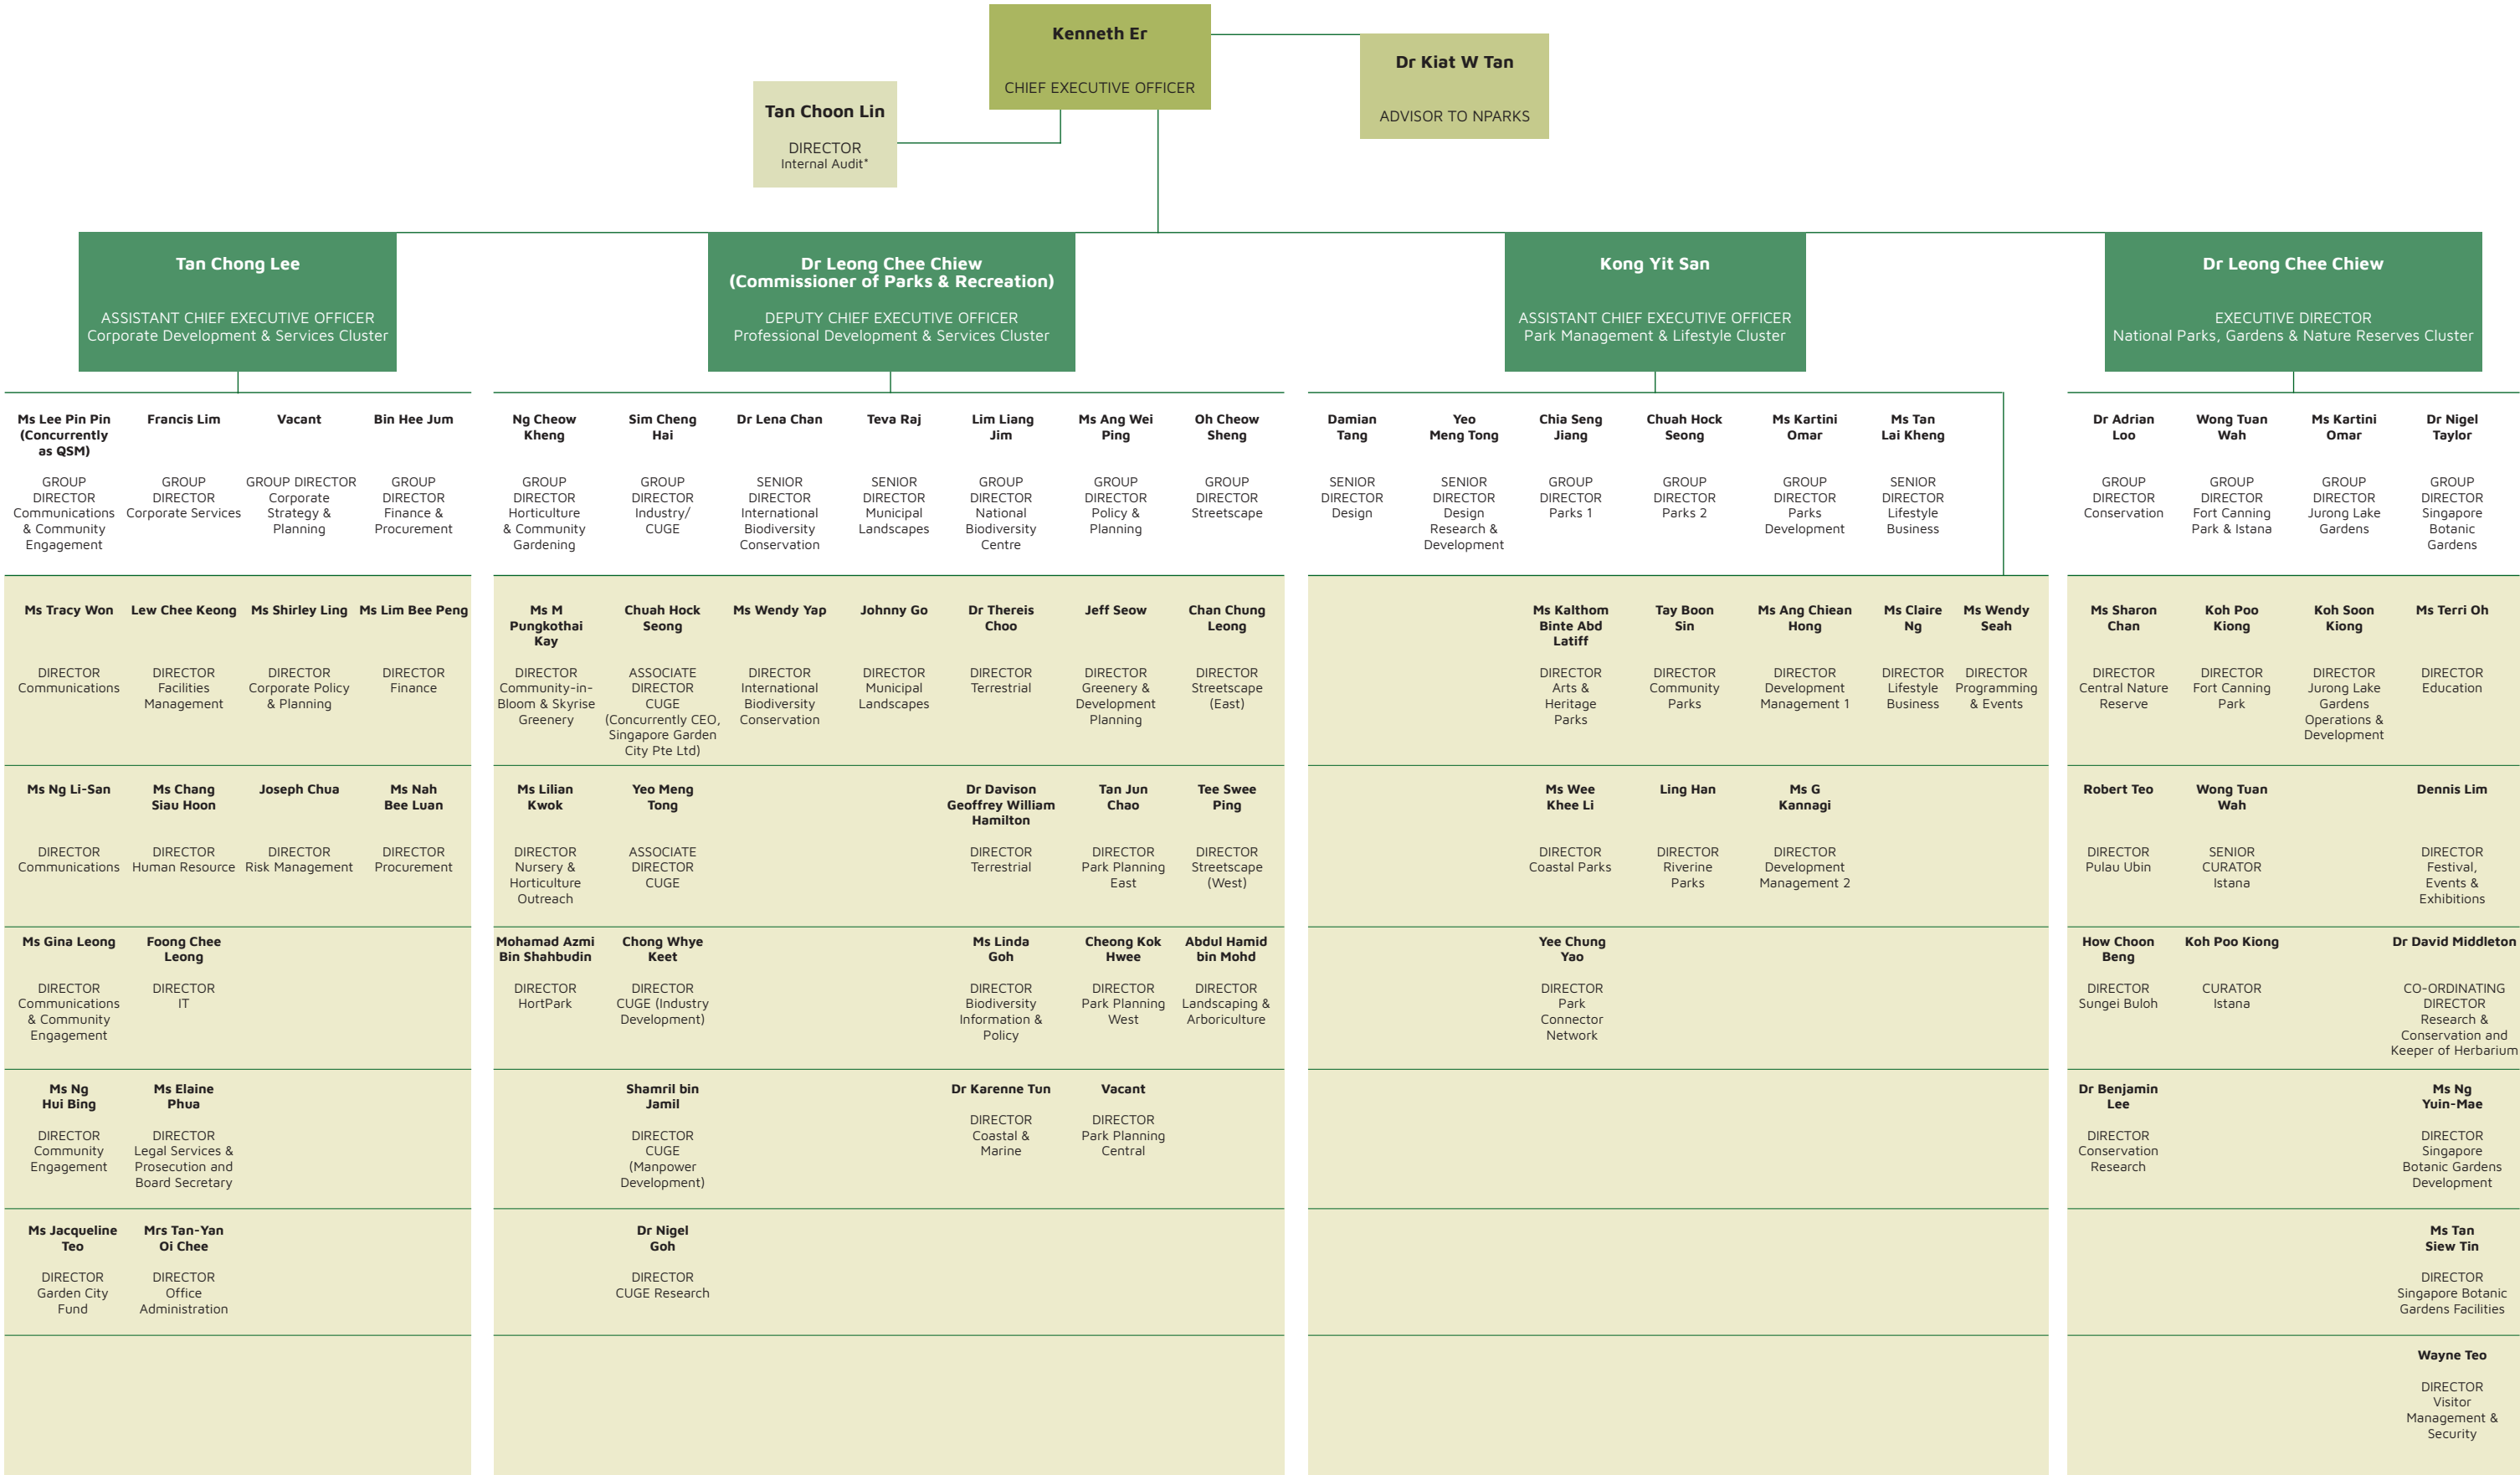 Kenneth Er
CHIEF EXECUTIVE OFFICER
Dr Kiat W Tan
ADVISOR TO NPARKS
Tan Choon Lin
DIRECTOR
Internal Audit*
Tan Chong Lee
ASSISTANT CHIEF EXECUTIVE OFFICER
Corporate Development & Services Cluster
Dr Leong Chee Chiew
(Commissioner of Parks & Recreation)
DEPUTY CHIEF EXECUTIVE OFFICER
Professional Development & Services Cluster
Kong Yit San
ASSISTANT CHIEF EXECUTIVE OFFICER
Park Management & Lifestyle Cluster
Dr Leong Chee Chiew
EXECUTIVE DIRECTOR
National Parks, Gardens & Nature Reserves Cluster
Ms Lee Pin Pin
(Concurrently
as QSM)
GROUP
DIRECTOR
Communications
& Community
Engagement
Francis Lim
GROUP
DIRECTOR
Corporate Services
Vacant
GROUP DIRECTOR
Corporate
Strategy &
Planning
Bin Hee Jum
GROUP
DIRECTOR
Finance &
Procurement
Ng Cheow
Kheng
GROUP
DIRECTOR
Horticulture
& Community
Gardening
Sim Cheng
Hai
GROUP
DIRECTOR
Industry/
CUGE
Dr Lena Chan
SENIOR
DIRECTOR
International
Biodiversity
Conservation
Teva Raj
SENIOR
DIRECTOR
Municipal
Landscapes
Lim Liang
Jim
GROUP
DIRECTOR
National
Biodiversity
Centre
Ms Ang Wei
Ping
GROUP
DIRECTOR
Policy &
Planning
Oh Cheow
Sheng
GROUP
DIRECTOR
Streetscape
Damian
Tang
SENIOR
DIRECTOR
Design
Yeo
Meng Tong
SENIOR
DIRECTOR
Design
Research &
Development
Chia Seng
Jiang
GROUP
DIRECTOR
Parks 1
Chuah Hock
Seong
GROUP
DIRECTOR
Parks 2
Ms Kartini
Omar
GROUP
DIRECTOR
Parks
Development
Ms Tan
Lai Kheng
SENIOR
DIRECTOR
Lifestyle
Business
Dr Adrian
Loo
GROUP
DIRECTOR
Conservation
Wong Tuan
Wah
GROUP
DIRECTOR
Fort Canning
Park & Istana
Ms Kartini
Omar
GROUP
DIRECTOR
Jurong Lake
Gardens
Dr Nigel
Taylor
GROUP
DIRECTOR
Singapore
Botanic
Gardens
Ms Tracy Won
DIRECTOR
Communications
Lew Chee Keong
DIRECTOR
Facilities
Management
Ms Shirley Ling
DIRECTOR
Corporate Policy
& Planning
Ms Lim Bee Peng
DIRECTOR
Finance
Ms M
Pungkothai
Kay
DIRECTOR
Community-in-
Bloom & Skyrise
Greenery
Chuah Hock
Seong
ASSOCIATE
DIRECTOR
CUGE
(Concurrently CEO,
Singapore Garden
City Pte Ltd)
Ms Wendy Yap
DIRECTOR
International
Biodiversity
Conservation
Johnny Go
DIRECTOR
Municipal
Landscapes
Dr Thereis
Choo
DIRECTOR
Terrestrial
Jeff Seow
DIRECTOR
Greenery &
Development
Planning
Chan Chung
Leong
DIRECTOR
Streetscape
(East)
Ms Kalthom
Binte Abd
Latiff
DIRECTOR
Arts &
Heritage
Parks
Tay Boon
Sin
DIRECTOR
Community
Parks
Ms Ang Chiean
Hong
DIRECTOR
Development
Management 1
Ms Claire
Ng
DIRECTOR
Lifestyle
Business
Ms Wendy
Seah
DIRECTOR
Programming
& Events
Ms Sharon
Chan
DIRECTOR
Central Nature
Reserve
Koh Poo
Kiong
DIRECTOR
Fort Canning
Park
Koh Soon
Kiong
DIRECTOR
Jurong Lake
Gardens
Operations &
Development
Ms Terri Oh
DIRECTOR
Education
Ms Ng Li-San
DIRECTOR
Communications
Ms Chang
Siau Hoon
DIRECTOR
Human Resource
Joseph Chua
DIRECTOR
Risk Management
Ms Nah
Bee Luan
DIRECTOR
Procurement
Ms Lilian
Kwok
DIRECTOR
Nursery &
Horticulture
Outreach
Yeo Meng
Tong
ASSOCIATE
DIRECTOR
CUGE
Dr Davison
Geoffrey William
Hamilton
DIRECTOR
Terrestrial
Tan Jun
Chao
DIRECTOR
Park Planning
East
Tee Swee
Ping
DIRECTOR
Streetscape
(West)
Ms Wee
Khee Li
DIRECTOR
Coastal Parks
Ling Han
DIRECTOR
Riverine
Parks
Ms G
Kannagi
DIRECTOR
Development
Management 2
Robert Teo
DIRECTOR
Pulau Ubin
Wong Tuan
Wah
SENIOR
CURATOR
Istana
Dennis Lim
DIRECTOR
Festival,
Events &
Exhibitions
Ms Gina Leong
DIRECTOR
Communications
& Community
Engagement
Foong Chee
Leong
DIRECTOR
IT
Mohamad Azmi
Bin Shahbudin
DIRECTOR
HortPark
Chong Whye
Keet
DIRECTOR
CUGE (Industry
Development)
Ms Linda
Goh
DIRECTOR
Biodiversity
Information &
Policy
Cheong Kok
Hwee
DIRECTOR
Park Planning
West
Abdul Hamid
bin Mohd
DIRECTOR
Landscaping &
Arboriculture
Yee Chung
Yao
DIRECTOR
Park
Connector
Network
How Choon
Beng
DIRECTOR
Sungei Buloh
Koh Poo Kiong
CURATOR
Istana
Dr David Middleton
CO-ORDINATING
DIRECTOR
Research &
Conservation and
Keeper of Herbarium
Ms Ng
Hui Bing
DIRECTOR
Community
Engagement
Ms Elaine
Phua
DIRECTOR
Legal Services &
Prosecution and
Board Secretary
Shamril bin
Jamil
DIRECTOR
CUGE
(Manpower
Development)
Dr Karenne Tun
DIRECTOR
Coastal &
Marine
Vacant
DIRECTOR
Park Planning
Central
Dr Benjamin
Lee
DIRECTOR
Conservation
Research
Ms Ng
Yuin-Mae
DIRECTOR
Singapore
Botanic Gardens
Development
Ms Jacqueline
Teo
DIRECTOR
Garden City
Fund
Mrs Tan-Yan
Oi Chee
DIRECTOR
Office
Administration
Dr Nigel
Goh
DIRECTOR
CUGE Research
Ms Tan
Siew Tin
DIRECTOR
Singapore Botanic
Gardens Facilities
Wayne Teo
DIRECTOR
Visitor
Management &
Security